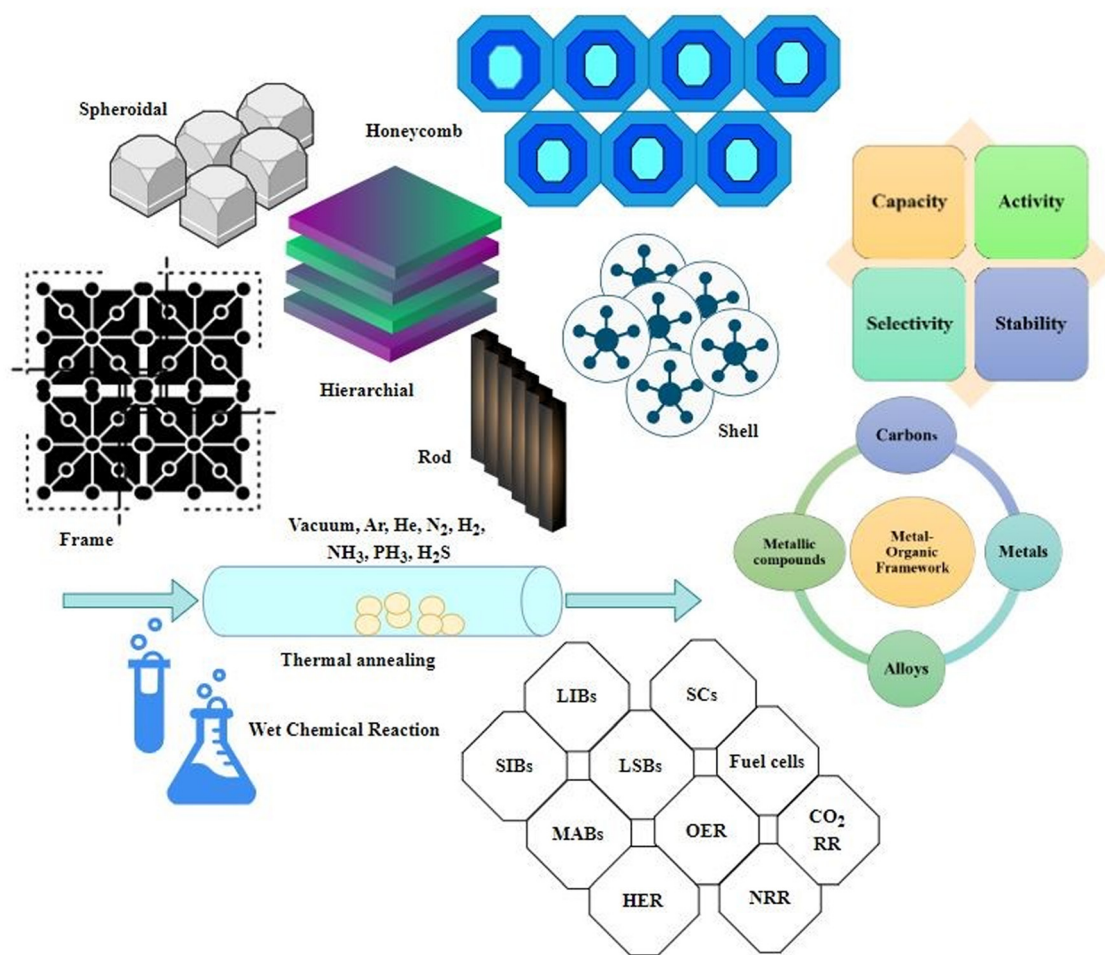 Spheroidal
Honeycomb
Capacity
Activity
Selectivity
Stability
Hierarchial
Shell
Rod
Frame
Carbons
Metallic
compounds
Metal-
Organic
Framework
Metals
Alloys
Vacuum, Ar, He, N₂, H₂,
NH₃, PH₃, H₂S
Thermal annealing
Wet Chemical Reaction
LIBs
SCs
SIBs
LSBs
Fuel cells
MABs
OER
CO₂
RR
HER
NRR